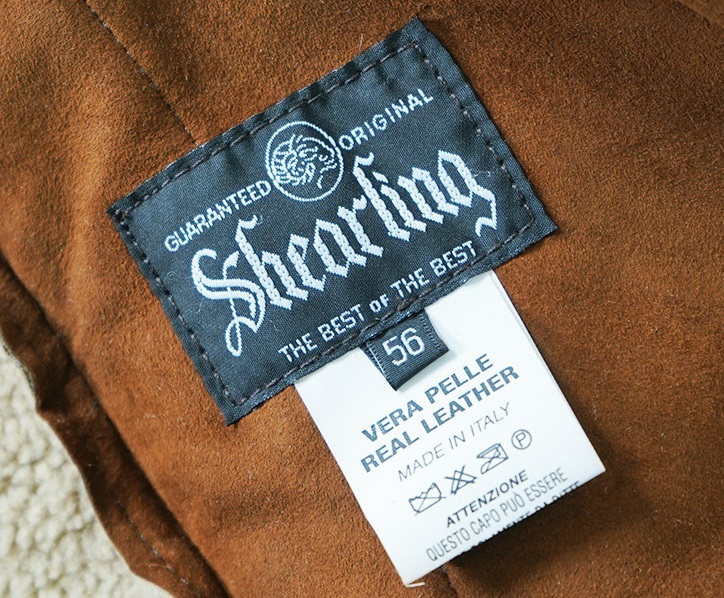 GUARANTEED ORIGINAL
Shearling
THE BEST OF THE BEST
56
VERA PELLE
REAL LEATHER
MADE IN ITALY
P
ATTENZIONE
QUESTO CAPO PUÒ ESSERE